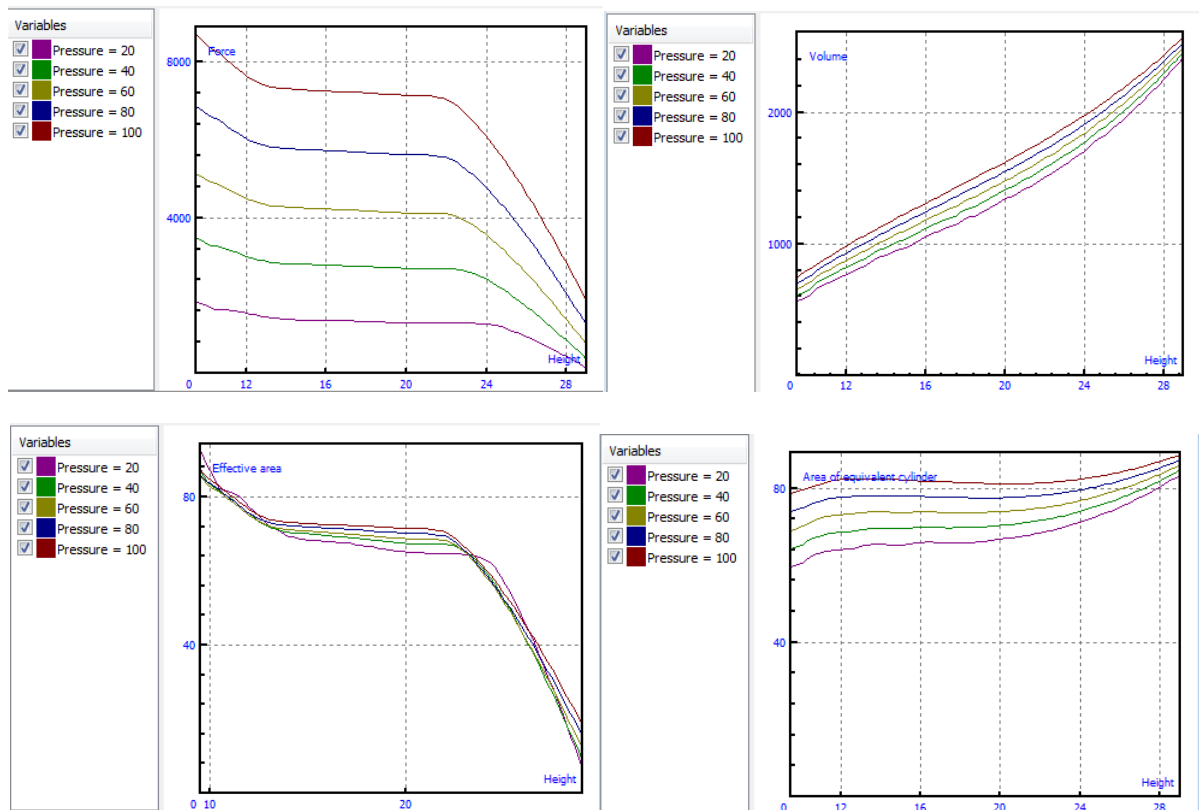 Variables
Pressure = 20
Pressure = 40
Pressure = 60
Pressure = 80
Pressure = 100
Force
8000
4000
Height
0 12 16 20 24 28
Variables
Pressure = 20
Pressure = 40
Pressure = 60
Pressure = 80
Pressure = 100
Volume
2000
1000
Height
0 12 16 20 24 28
Variables
Pressure = 20
Pressure = 40
Pressure = 60
Pressure = 80
Pressure = 100
Effective area
80
40
Height
0 10 20
Variables
Pressure = 20
Pressure = 40
Pressure = 60
Pressure = 80
Pressure = 100
Area of equivalent cylinder
80
40
Height
0 12 16 20 24 28